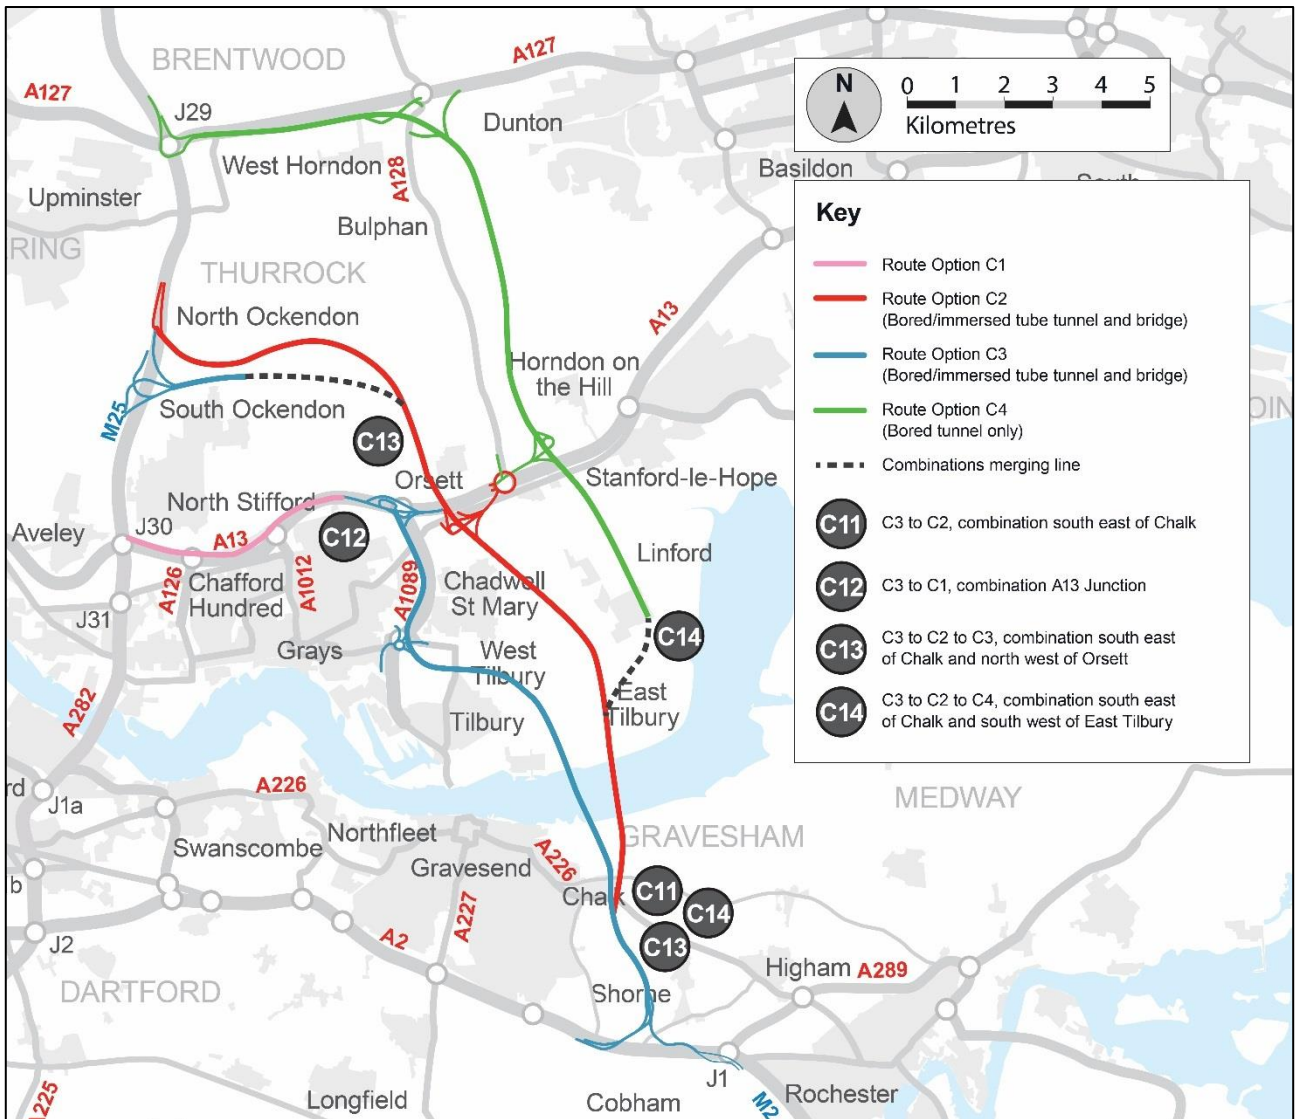 BRENTWOOD
A127
A127
J29
Dunton
West Horndon
A128
Upminster
Bulphan
RING
THURROCK
North Ockendon
A13
Horndon on
the Hill
South Ockendon
M25
C13
Orsett
Stanford-le-Hope
North Stifford
Aveley
J30
A13
C12
Linford
A126
Chafford
Hundred
A1012
A1089
Chadwell
St Mary
J31
C14
Grays
West
Tilbury
East
Tilbury
A282
Tilbury
rd
J1a
A226
MEDWAY
Northfleet
Swanscombe
GRAVESHAM
Gravesend
A226
b
Chalk
C11
C14
A227
C13
J2
A2
Higham
A289
DARTFORD
Shorne
J1
A225
Longfield
Cobham
M2
Rochester
N
0 1 2 3 4 5
Kilometres
Basildon
South
Key
Route Option C1
Route Option C2
(Bored/immersed tube tunnel and bridge)
Route Option C3
(Bored/immersed tube tunnel and bridge)
Route Option C4
(Bored tunnel only)
Combinations merging line
C11 C3 to C2, combination south east of Chalk
C12 C3 to C1, combination A13 Junction
C13 C3 to C2 to C3, combination south east
of Chalk and north west of Orsett
C14 C3 to C2 to C4, combination south east
of Chalk and south west of East Tilbury